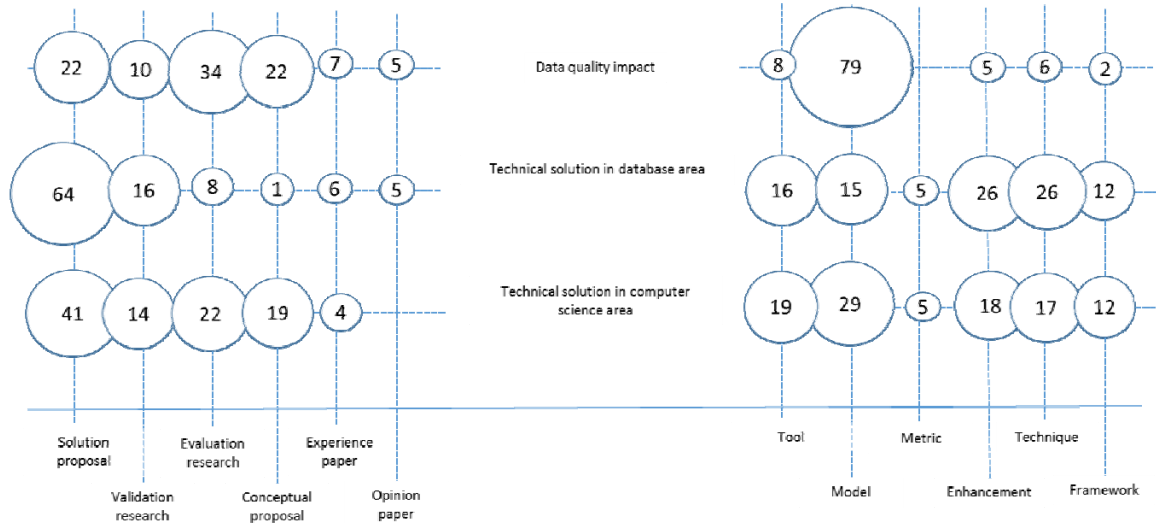 22 10 34 22 7 5 Data quality impact 8 79 5 6 2
Technical solution in database area
64 16 8 1 6 5 16 15 5 26 26 12
Technical solution in computer
science area
41 14 22 19 4 19 29 5 18 17 12
Solution
proposal
Evaluation
research
Experience
paper
Tool
Metric
Technique
Validation
research
Conceptual
proposal
Opinion
paper
Model
Enhancement
Framework